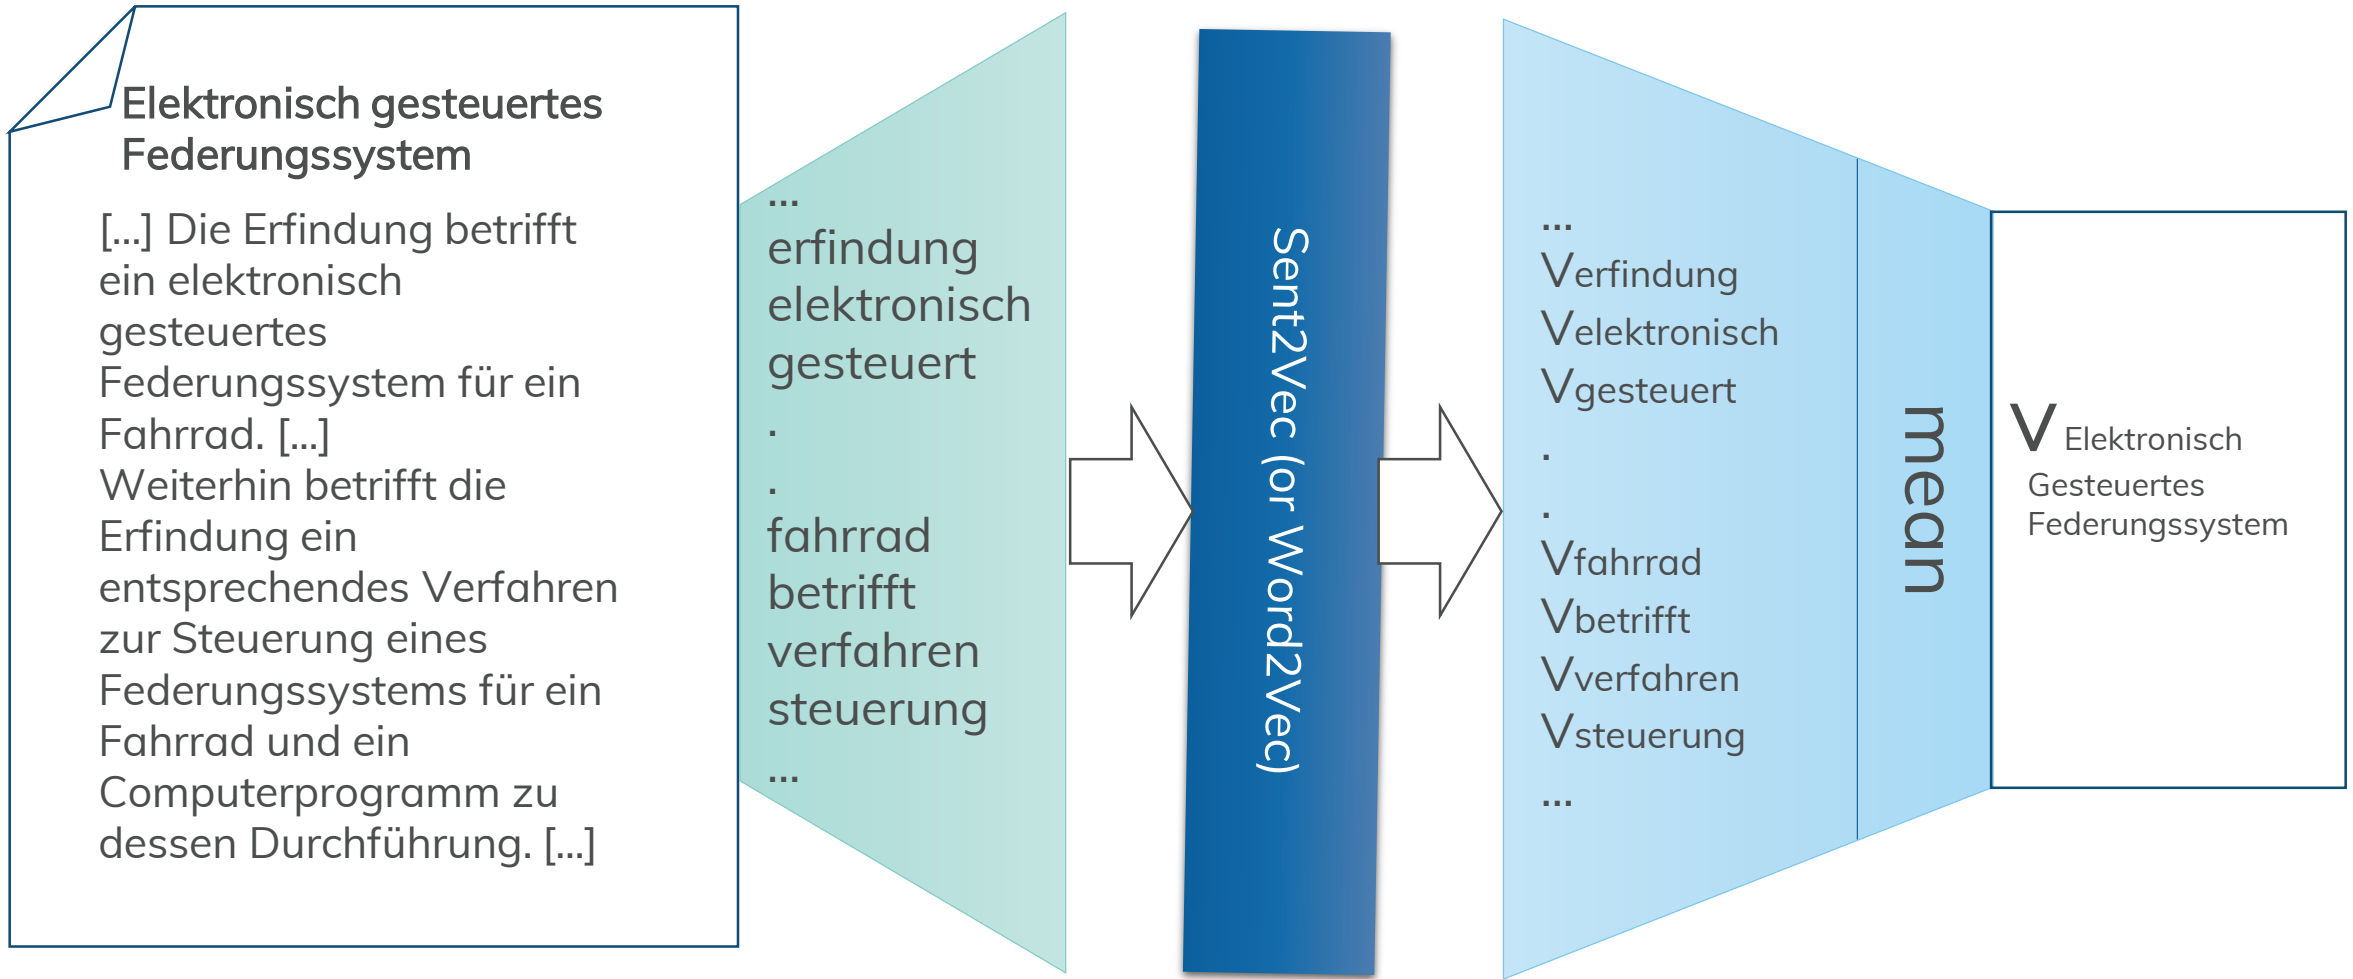 Elektronisch gesteuertes
Federungssystem
[...] Die Erfindung betrifft
ein elektronisch
gesteuertes
Federungssystem für ein
Fahrrad. [...]
Weiterhin betrifft die
Erfindung ein
entsprechendes Verfahren
zur Steuerung eines
Federungssystems für ein
Fahrrad und ein
Computerprogramm zu
dessen Durchführung. [...]
...
erfindung
elektronisch
gesteuert
.
.
fahrrad
betrifft
verfahren
steuerung
...
Sent2Vec (or Word2Vec)
...
Verfindung
Velektronisch
Vgesteuert
.
.
Vfahrrad
Vbetrifft
Vverfahren
Vsteuerung
...
mean
V Elektronisch
Gesteuertes
Federungssystem